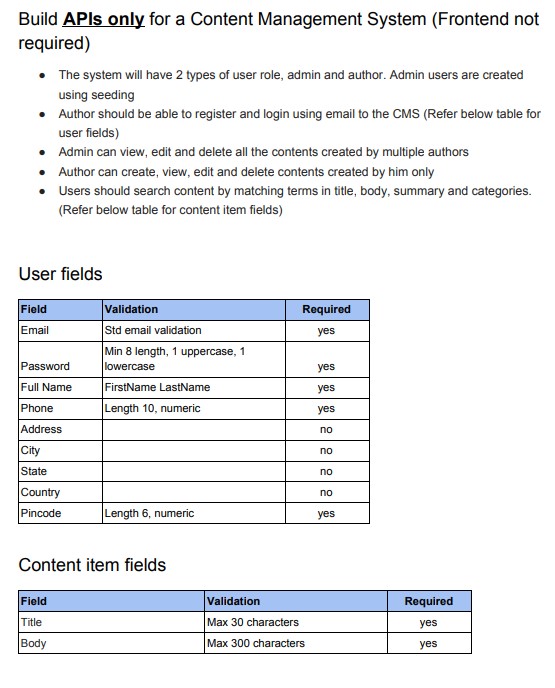 Build APIs only for a Content Management System (Frontend not
required)
● The system will have 2 types of user role, admin and author. Admin users are created
using seeding
● Author should be able to register and login using email to the CMS (Refer below table for
user fields)
● Admin can view, edit and delete all the contents created by multiple authors
● Author can create, view, edit and delete contents created by him only
● Users should search content by matching terms in title, body, summary and categories.
(Refer below table for content item fields)
User fields
Field Validation Required
Email Std email validation yes
Min 8 length, 1 uppercase, 1
Password lowercase yes
Full Name FirstName LastName yes
Phone Length 10, numeric yes
Address no
City no
State no
Country no
Pincode Length 6, numeric yes
Content item fields
Field Validation Required
Title Max 30 characters yes
Body Max 300 characters yes